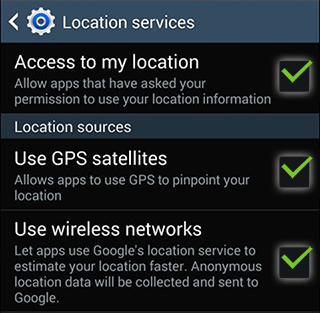 Location services
Access to my location
Allow apps that have asked your
permission to use your location information
Location sources
Use GPS satellites
Allows apps to use GPS to pinpoint your
location
Use wireless networks
Let apps use Google's location service to
estimate your location faster. Anonymous
location data will be collected and sent to
Google.